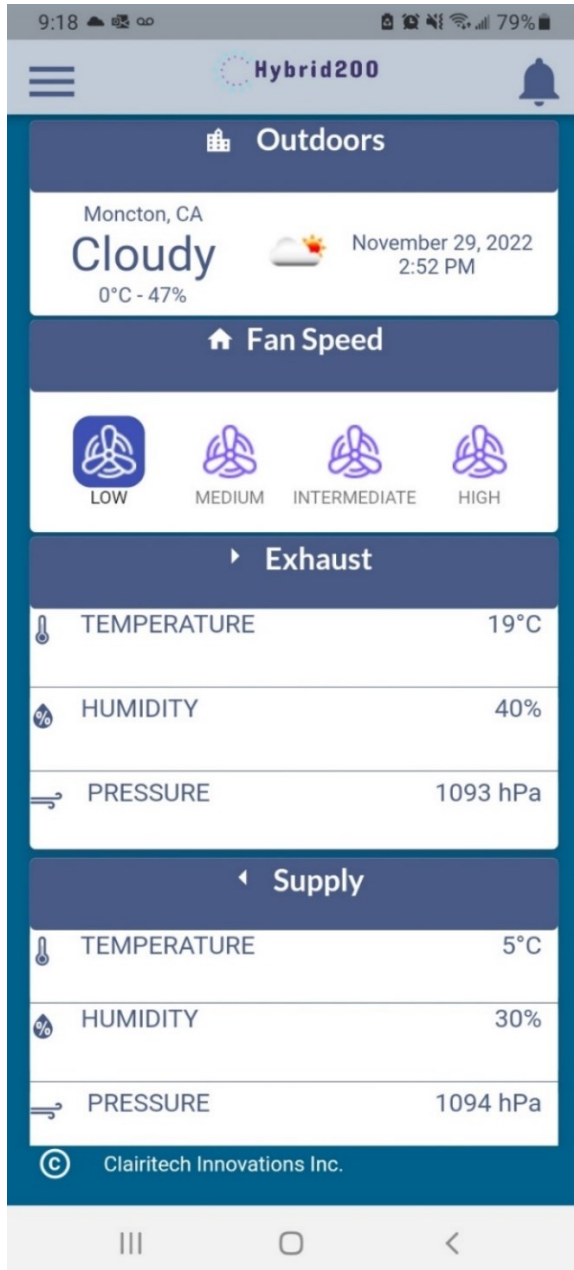 9:18 79%
Hybrid200
Outdoors
Moncton, CA
Cloudy
0°C - 47%
November 29, 2022
2:52 PM
Fan Speed
LOW MEDIUM INTERMEDIATE HIGH
Exhaust
TEMPERATURE 19°C
% HUMIDITY 40%
PRESSURE 1093 hPa
Supply
TEMPERATURE 5°C
% HUMIDITY 30%
PRESSURE 1094 hPa
© Clairitech Innovations Inc.